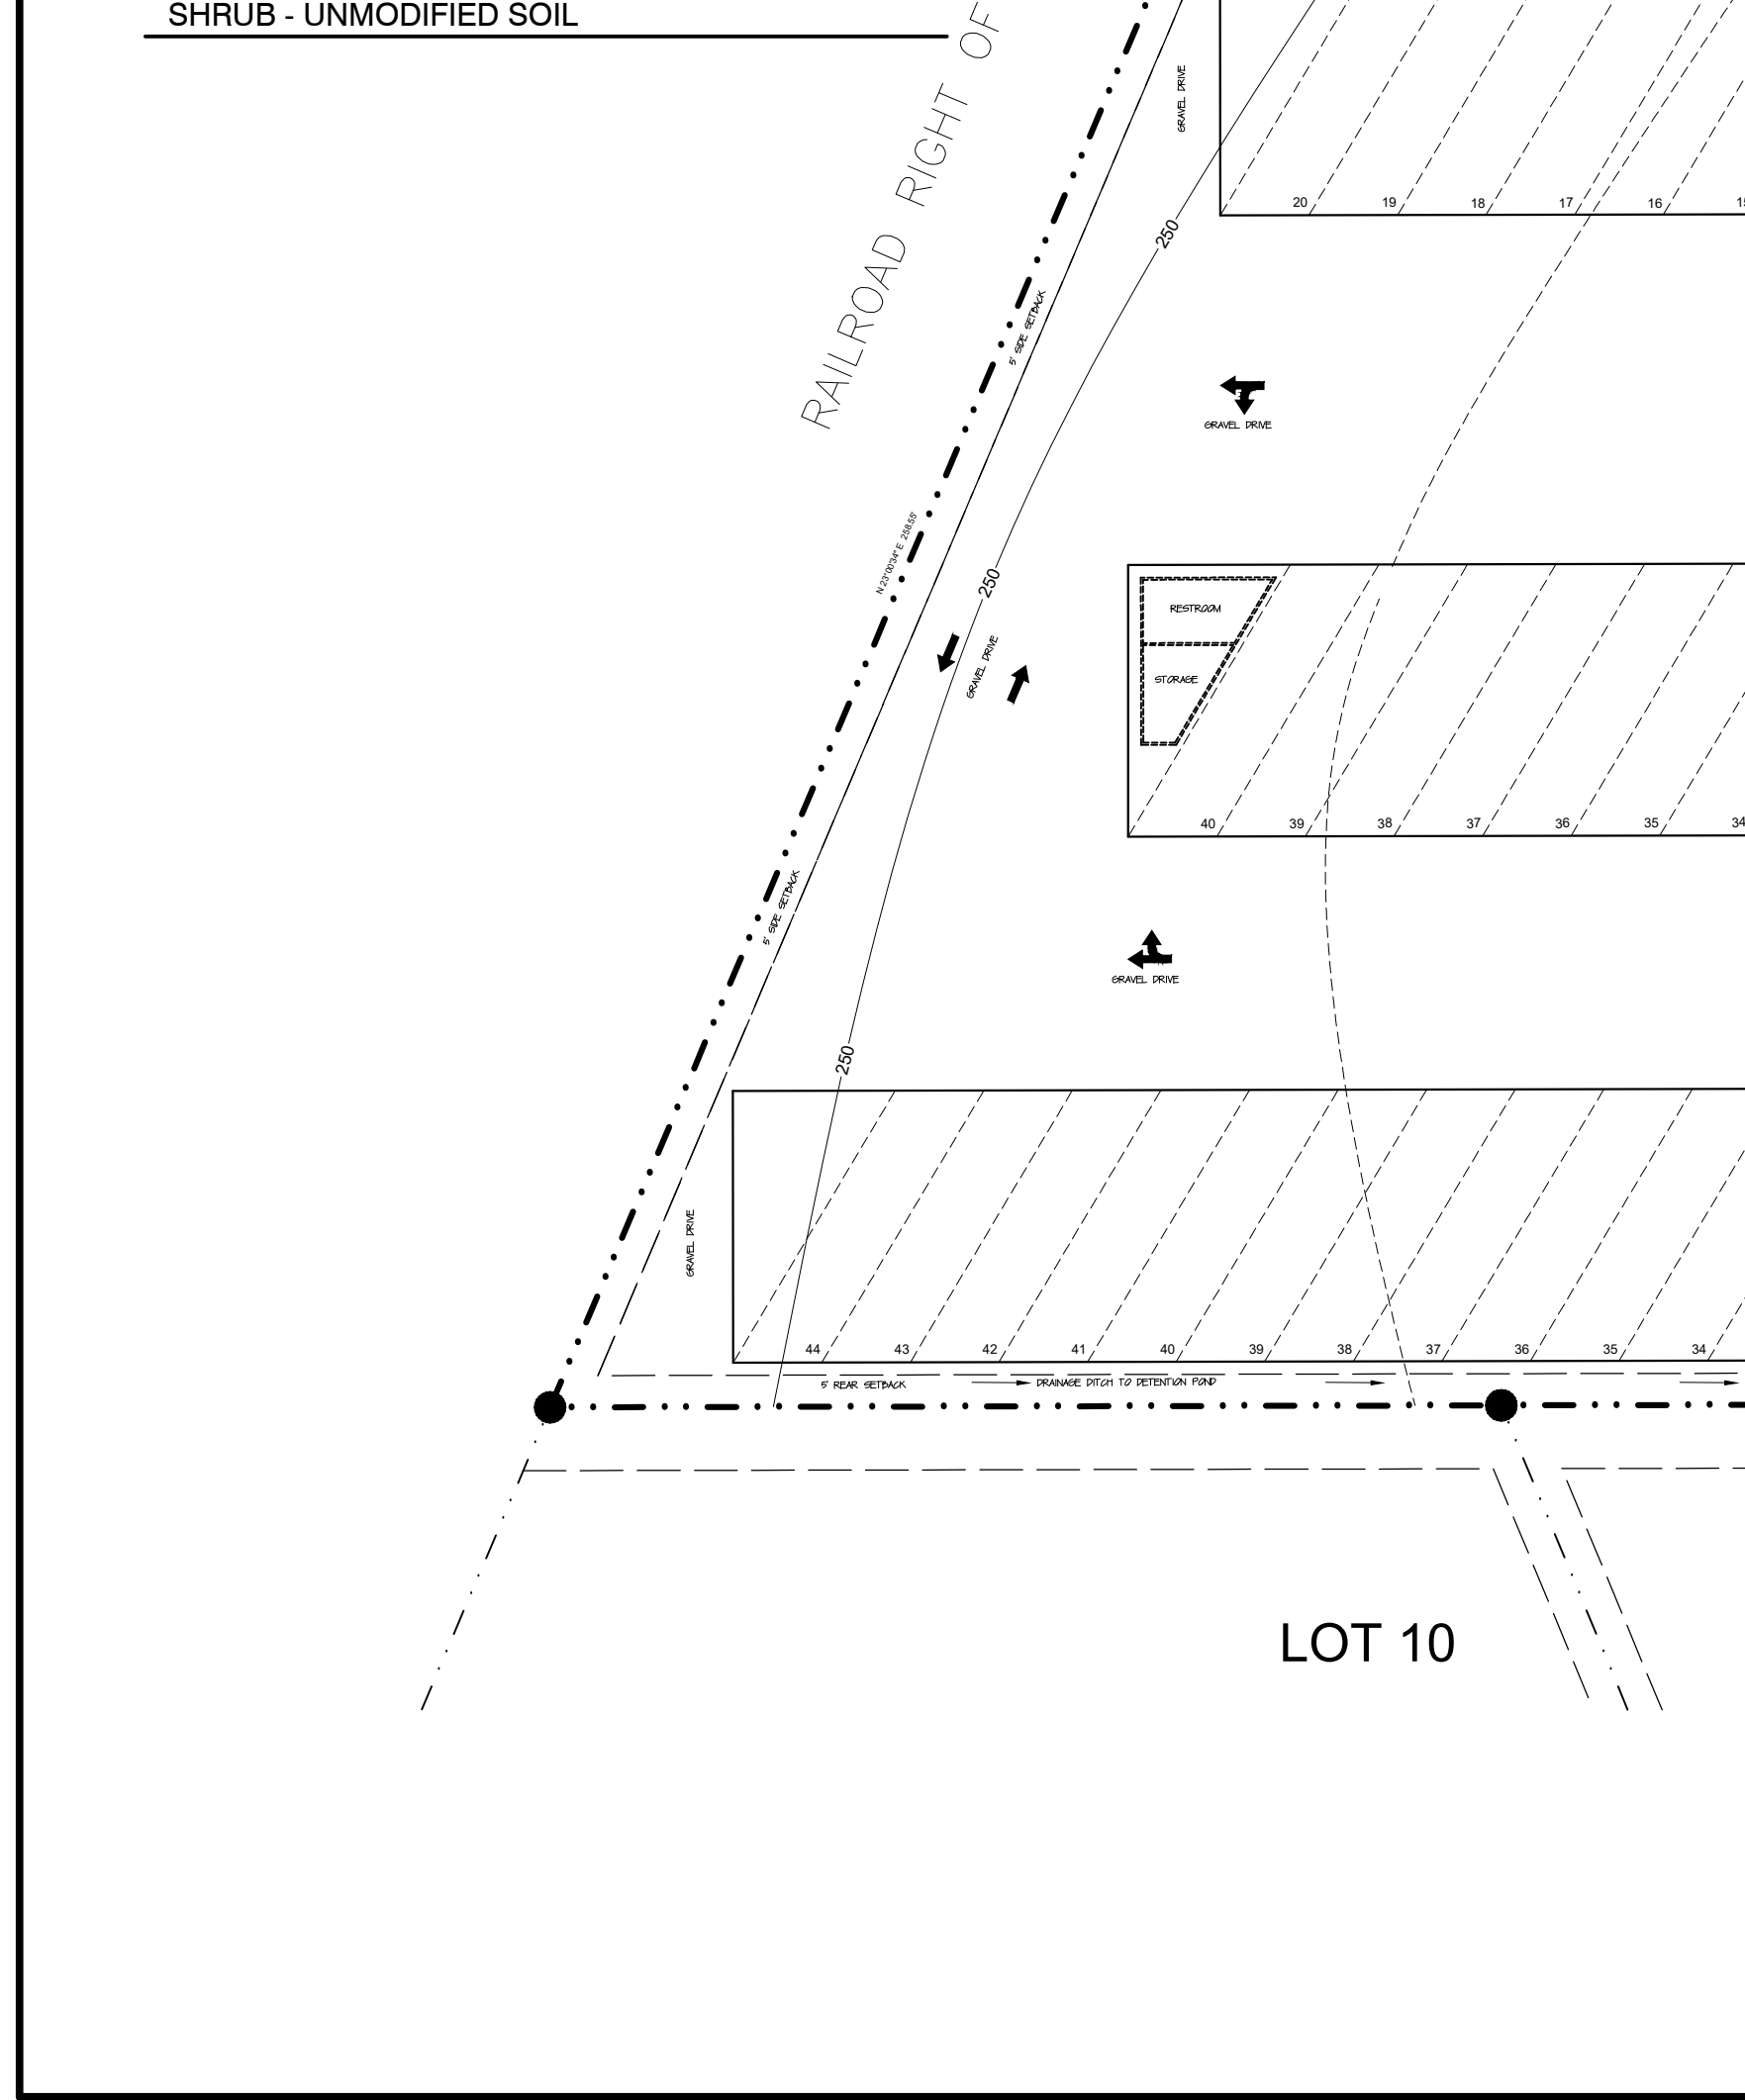 SHRUB - UNMODIFIED SOIL
RAILROAD RIGHT OF
GRAVEL DRIVE
20 19 18 17 16
250
5' SIDE SETBACK
GRAVEL DRIVE
N 23°00'34" E 258.55'
250
RESTROOM
GRAVEL DRIVE
STORAGE
40 39 38 37 36 35 34
5' SIDE SETBACK
GRAVEL DRIVE
250
GRAVEL DRIVE
44 43 42 41 40 39 38 37 36 35 34
5' REAR SETBACK
DRAINAGE DITCH TO DETENTION POND
LOT 10